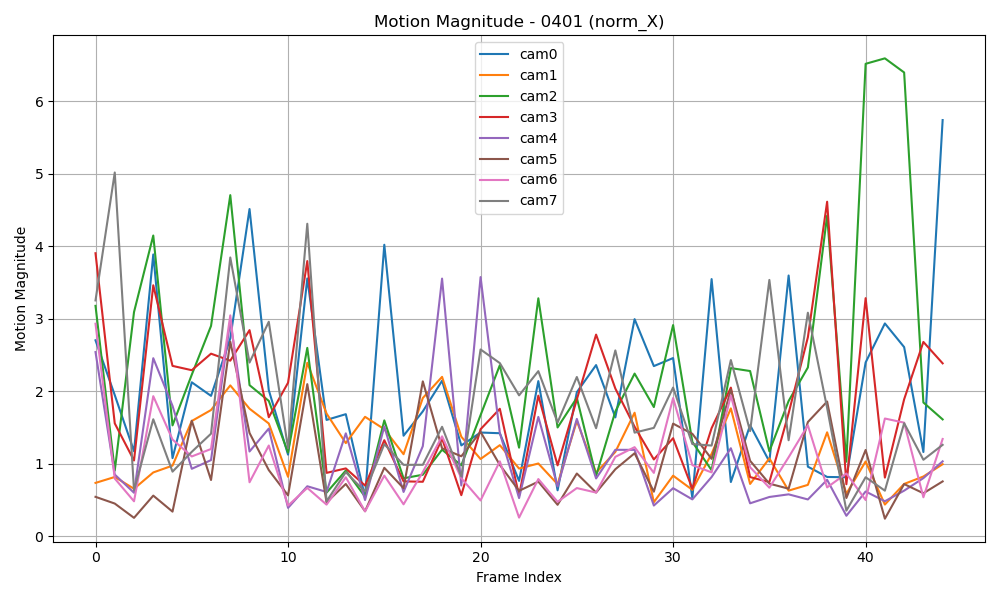 Motion Magnitude - 0401 (norm_X)
cam0
cam1
cam2
cam3
cam4
cam5
cam6
cam7
Motion Magnitude
6
5
4
3
2
1
0
0 10 20 30 40
Frame Index